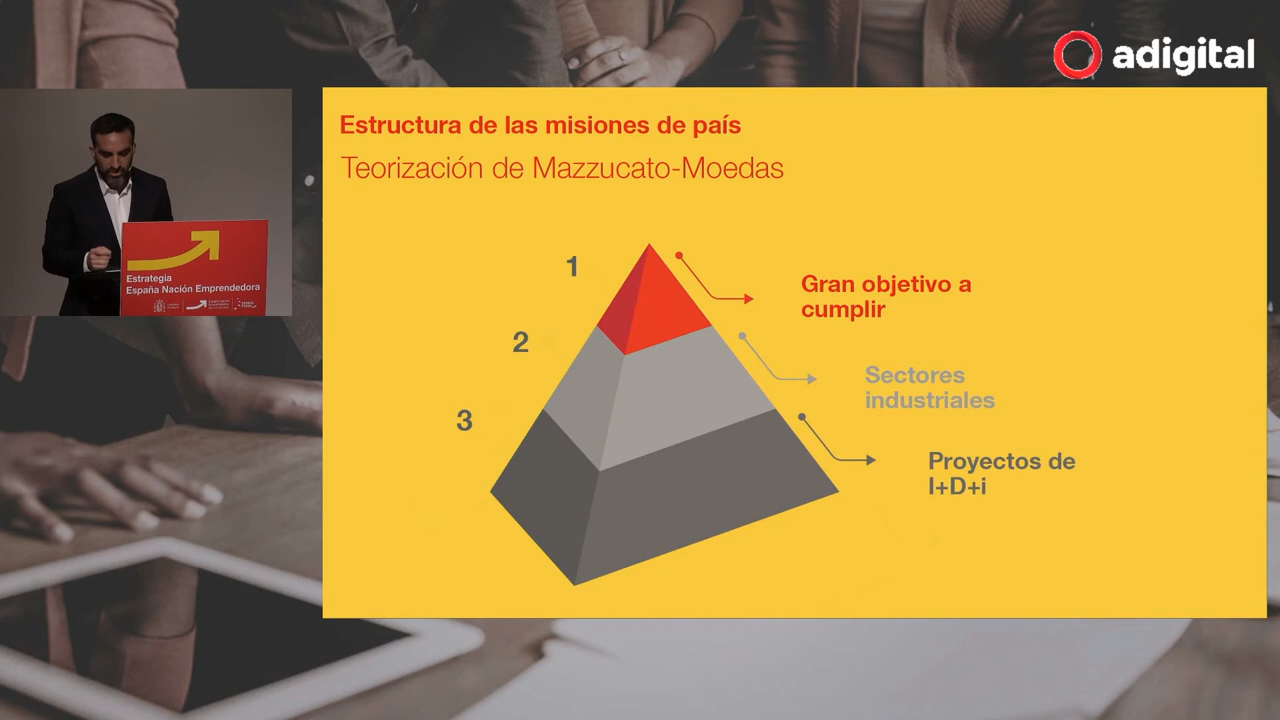 adigital
Estructura de las misiones de país
Teorización de Mazzucato-Moedas
1
Gran objetivo a
cumplir
2
Sectores
industriales
3
Proyectos de
I+D+i
Estrategia
España Nación Emprendedora